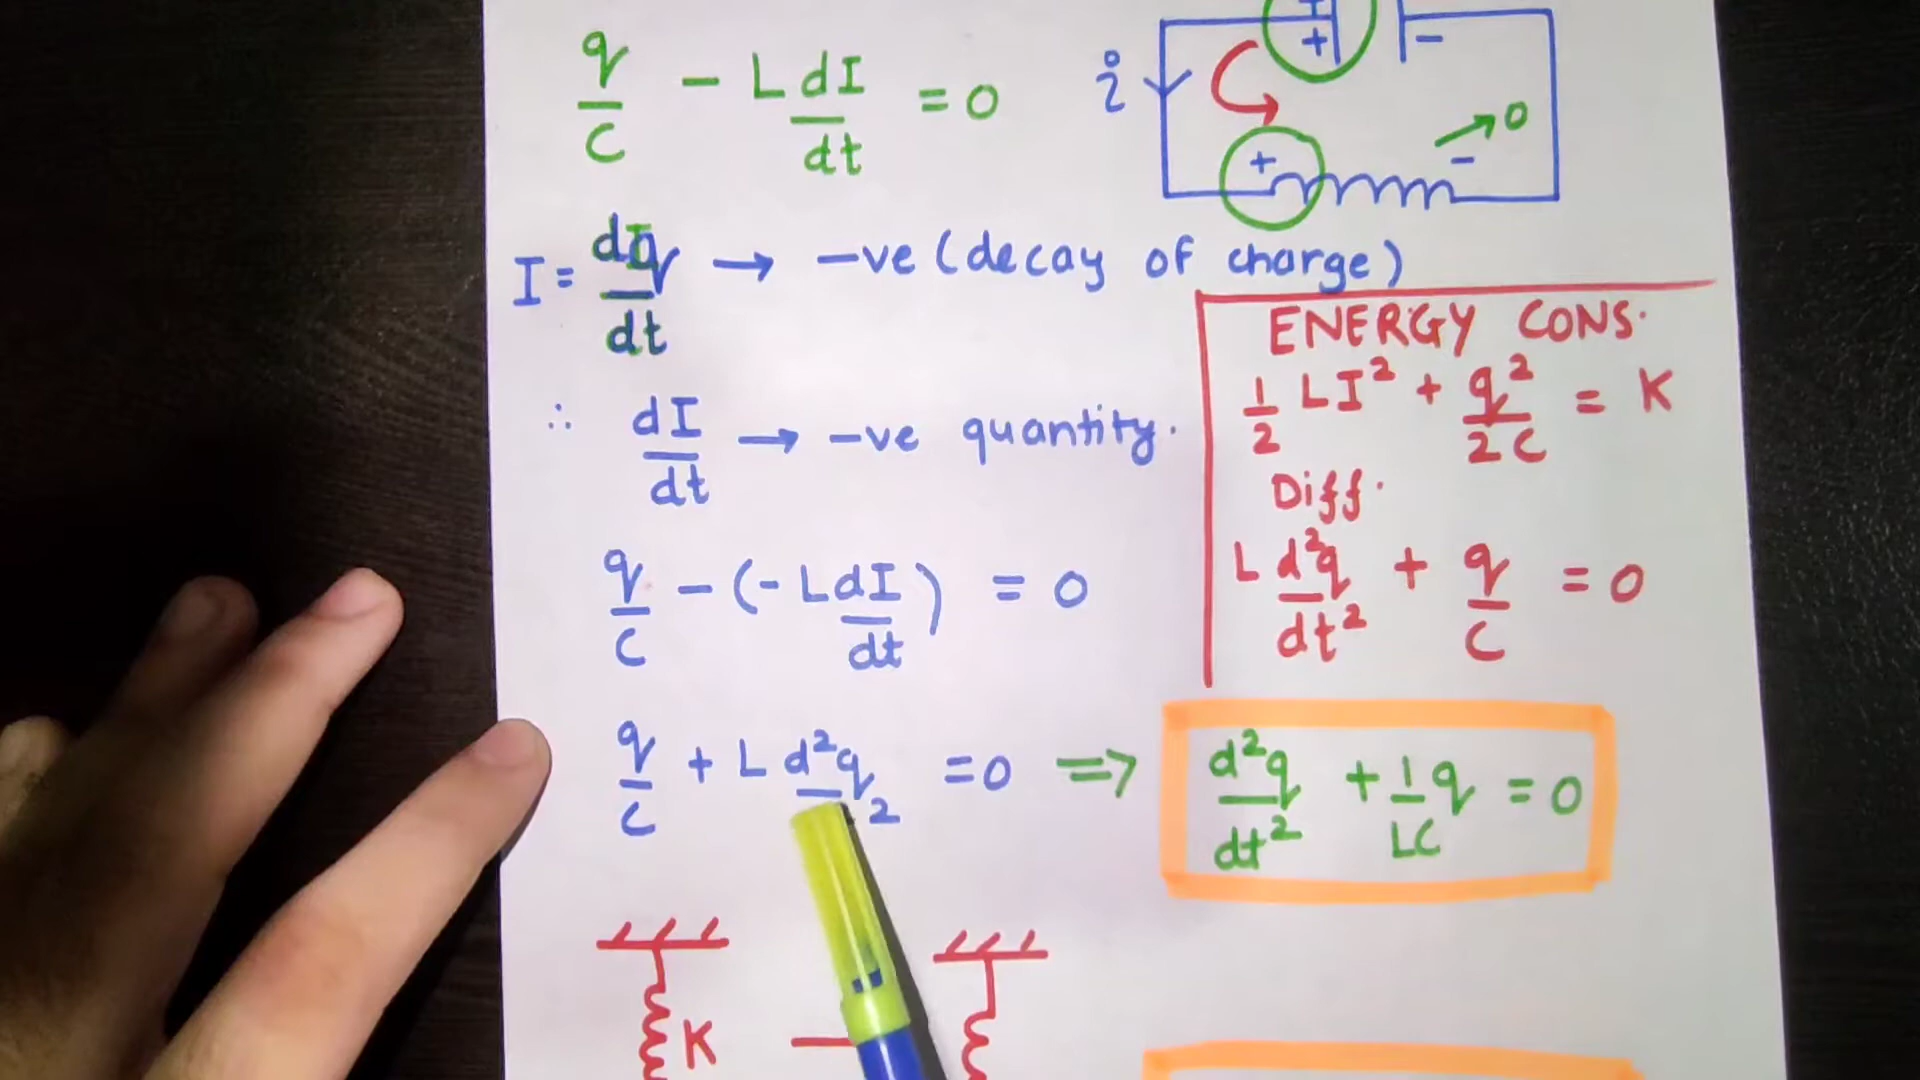 q/C - L dI/dt = 0
I + -
i
+ - → 0
I = dq/dt → -ve (decay of charge)
∴ dI/dt → -ve quantity.
q/C - (- L dI/dt) = 0
q/C + L d²q/ 2 = 0 ⇒ d²q/dt² + 1/LC q = 0
ENERGY CONS.
1/2 LI² + q²/2C = K
Diff.
L d²q/dt² + q/C = 0
K